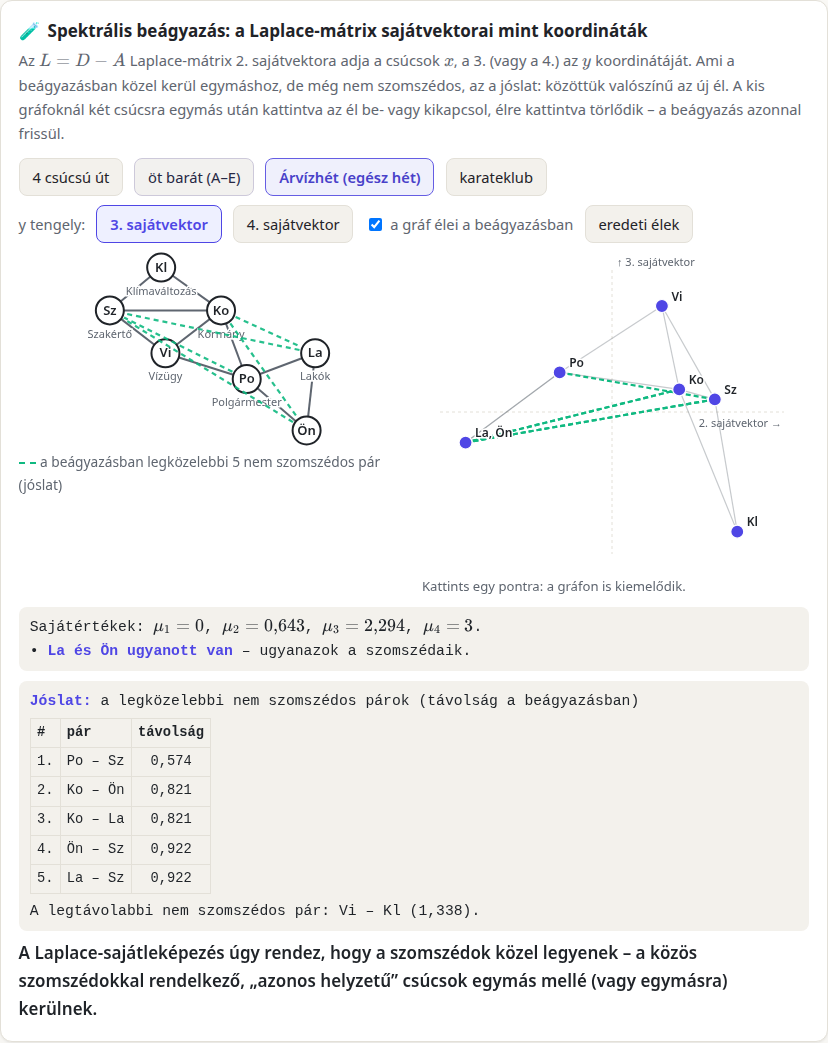 🧪 Spektrális beágyazás: a Laplace-mátrix sajátvektorai mint koordináták
Az L = D − A Laplace-mátrix 2. sajátvektora adja a csúcsok x, a 3. (vagy a 4.) az y koordinátáját. Ami a
beágyazásban közel kerül egymáshoz, de még nem szomszédos, az a jóslat: közöttük valószínű az új él. A kis
gráfoknál két csúcsra egymás után kattintva az él be- vagy kikapcsol, élre kattintva törlődik – a beágyazás azonnal
frissül.
4 csúcsú út
öt barát (A–E)
Árvízhét (egész hét)
karateklub
y tengely:
3. sajátvektor
4. sajátvektor
a gráf élei a beágyazásban
eredeti élek
Kl
Klímaváltozás
Sz
Szakértő
Ko
Kormány
Vi
Vízügy
La
Lakók
Po
Polgármester
Ön
a beágyazásban legközelebbi 5 nem szomszédos pár
(jóslat)
↑ 3. sajátvektor
Vi
Po
Ko
Sz
2. sajátvektor →
La, Ön
Kl
Kattints egy pontra: a gráfon is kiemelődik.
Sajátértékek: μ₁ = 0, μ₂ = 0,643, μ₃ = 2,294, μ₄ = 3.
• La és Ön ugyanott van – ugyanazok a szomszédaik.
Jóslat: a legközelebbi nem szomszédos párok (távolság a beágyazásban)
# pár távolság
1. Po – Sz 0,574
2. Ko – Ön 0,821
3. Ko – La 0,821
4. Ön – Sz 0,922
5. La – Sz 0,922
A legtávolabbi nem szomszédos pár: Vi – Kl (1,338).
A Laplace-sajátleképezés úgy rendez, hogy a szomszédok közel legyenek – a közös
szomszédokkal rendelkező, „azonos helyzetű” csúcsok egymás mellé (vagy egymásra)
kerülnek.